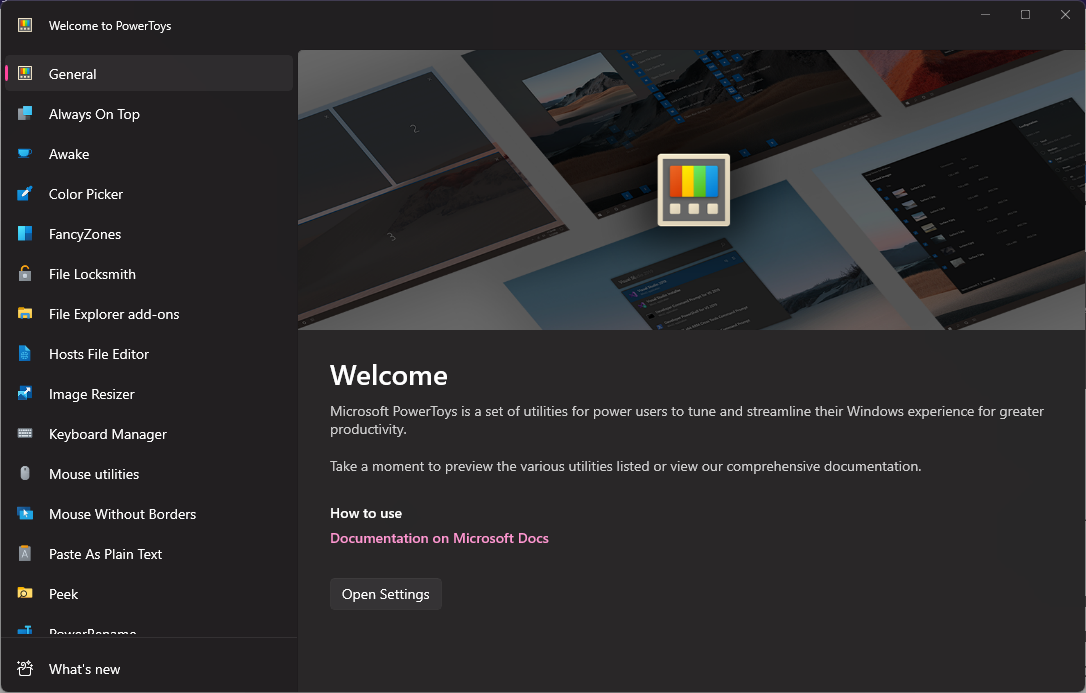 Welcome to PowerToys
General
Always On Top
Awake
Color Picker
FancyZones
File Locksmith
File Explorer add-ons
Hosts File Editor
Image Resizer
Keyboard Manager
Mouse utilities
Mouse Without Borders
Paste As Plain Text
Peek
PowerRename
What's new
2
3
Welcome
Microsoft PowerToys is a set of utilities for power users to tune and streamline their Windows experience for greater
productivity.
Take a moment to preview the various utilities listed or view our comprehensive documentation.
How to use
Documentation on Microsoft Docs
Open Settings